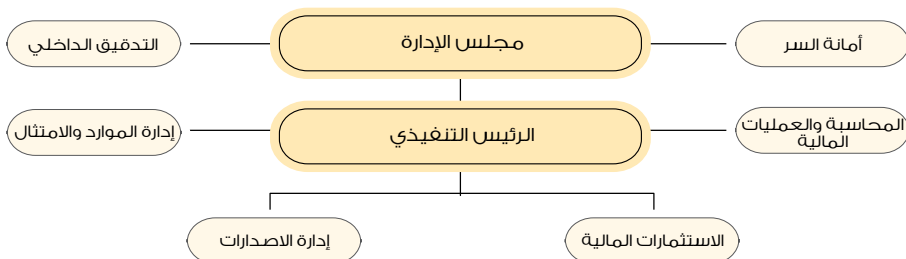 أمانة السر
مجلس الإدارة
التدقيق الداخلي
المحاسبة والعمليات
المالية
الرئيس التنفيذي
إدارة الموارد والامتثال
الاستثمارات المالية
إدارة الاصدارات